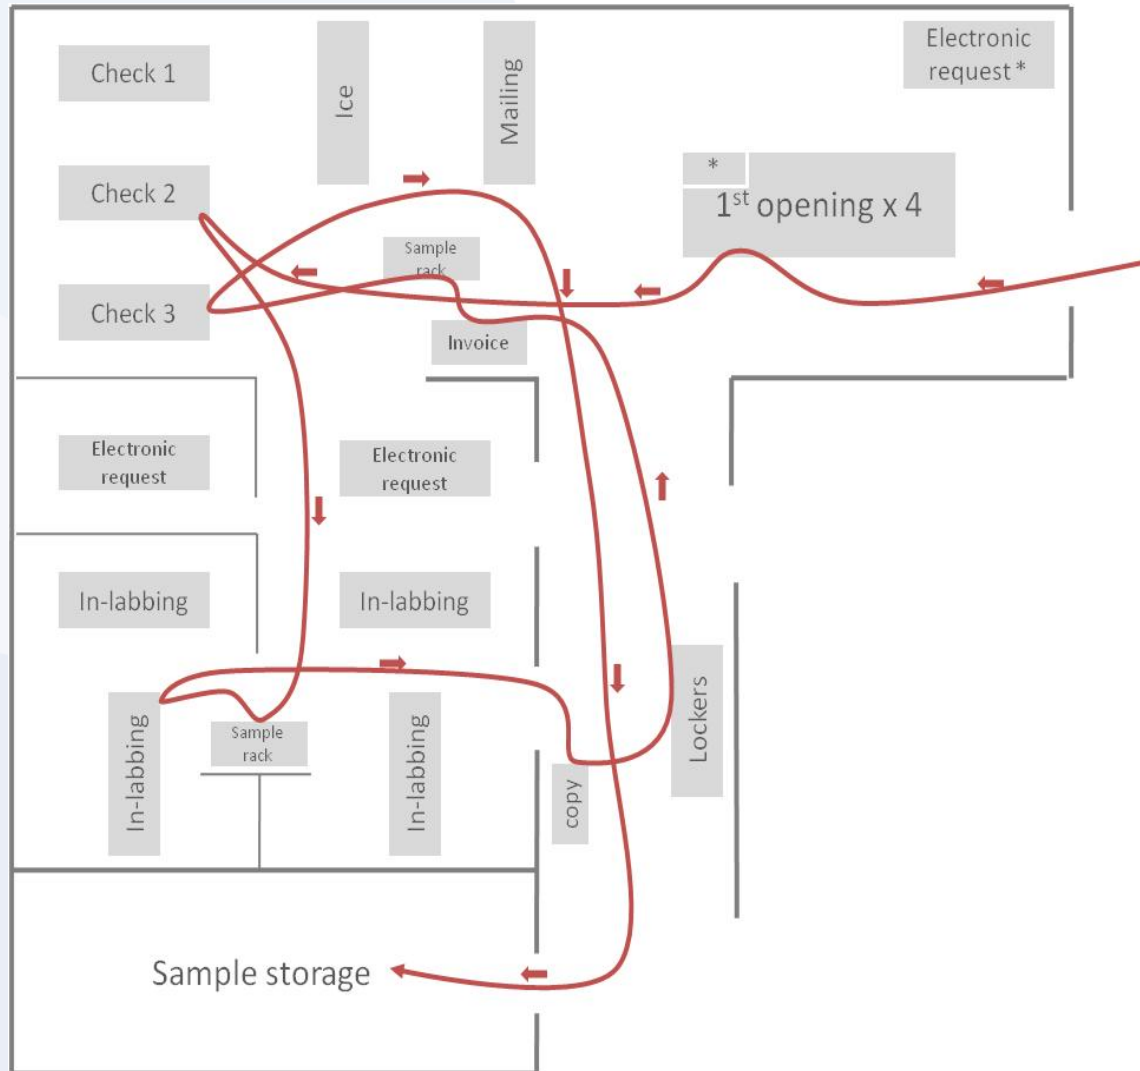 Electronic
request *
Check 1
Ice
Mailing
*
1st opening x 4
Check 2
Sample
rack
Check 3
Invoice
Electronic
request
Electronic
request
In-labbing
In-labbing
Lockers
In-labbing
Sample
rack
In-labbing
copy
Sample storage